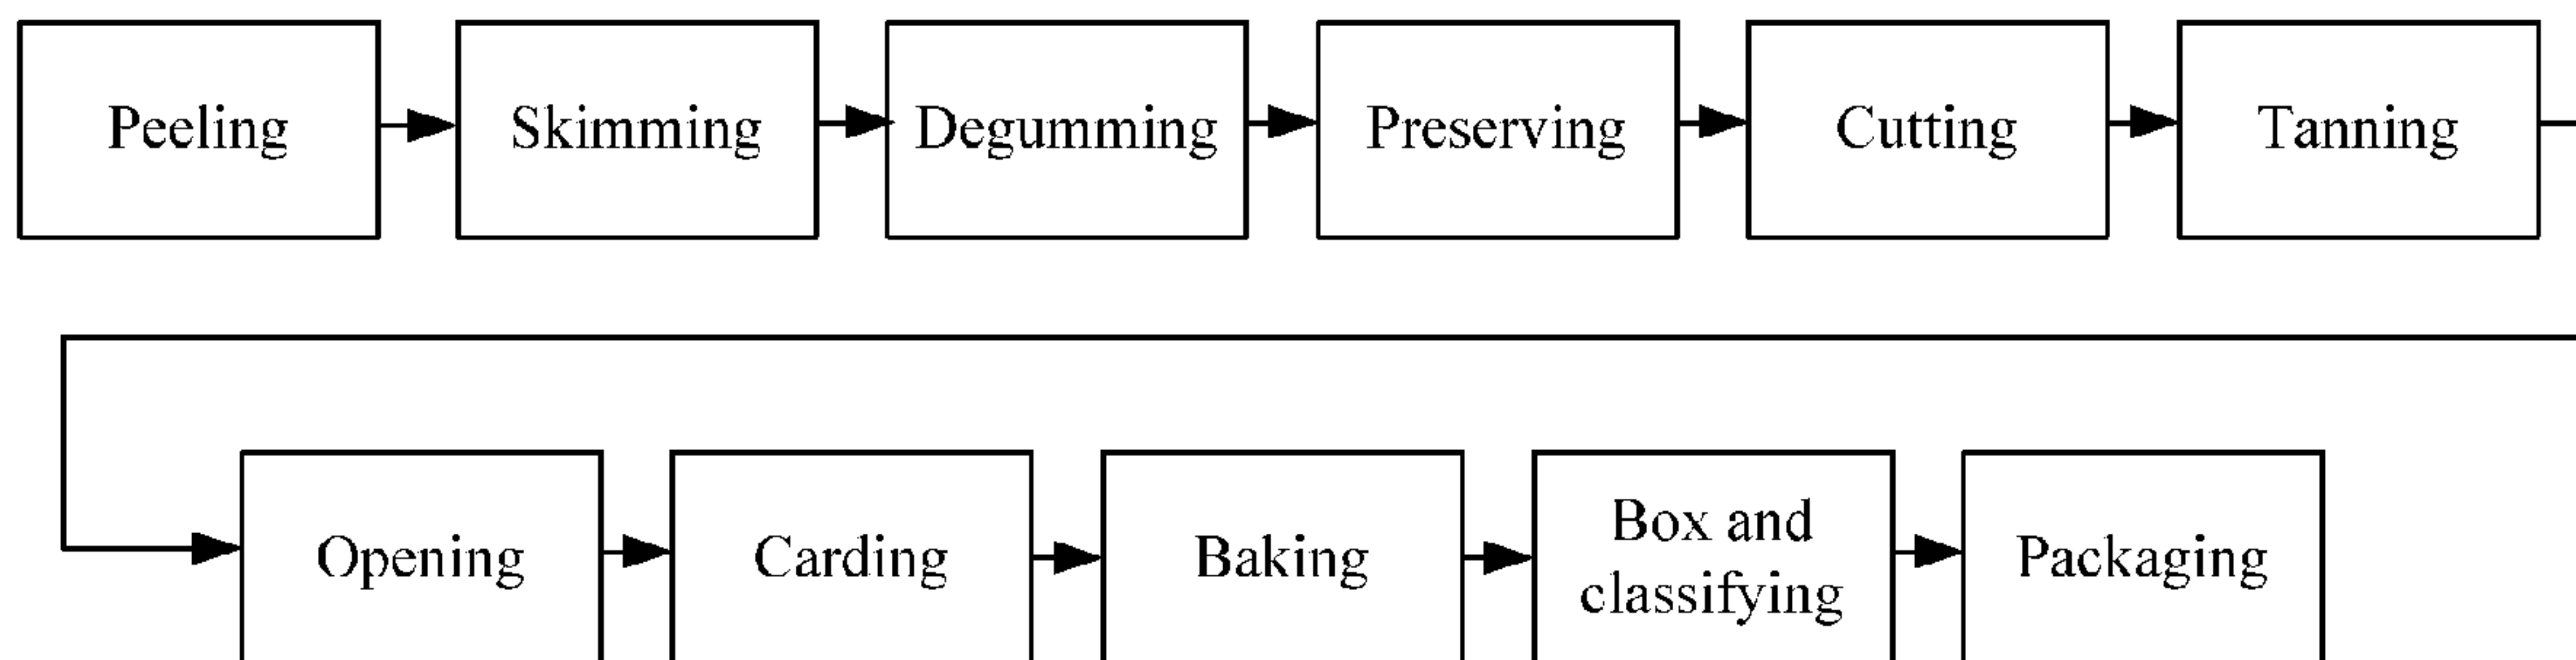 Peeling
Skimming
Degumming
Preserving
Cutting
Tanning
Opening
Carding
Baking
Box and
classifying
Packaging